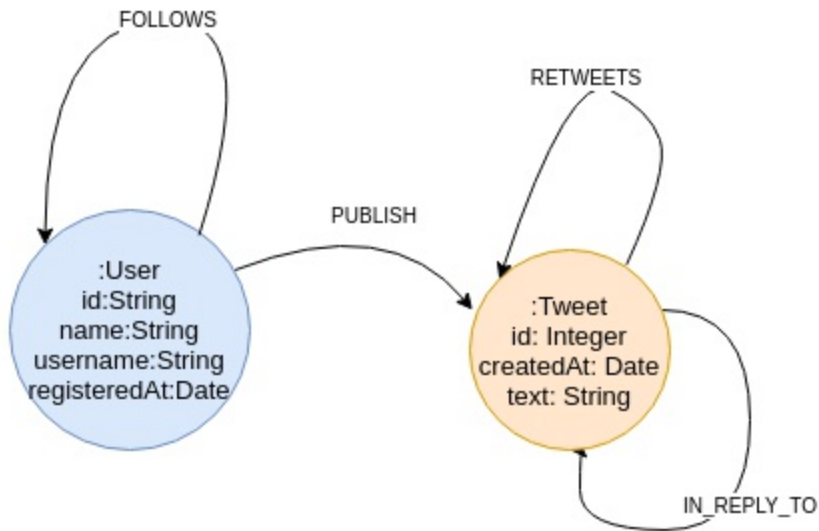 FOLLOWS
RETWEETS
PUBLISH
:User
id:String
name:String
username:String
registeredAt:Date
:Tweet
id: Integer
createdAt: Date
text: String
IN_REPLY_TO